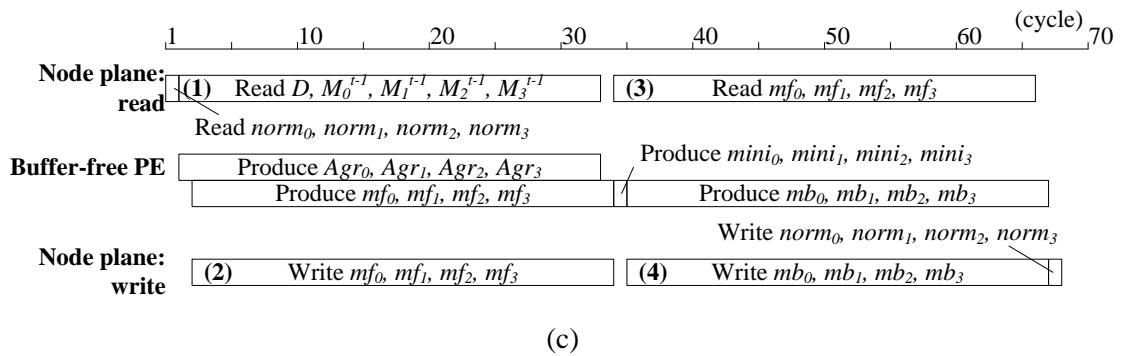 (cycle)
1 10 20 30 40 50 60 70
Node plane: read
(1) Read D, M₀ᵗ⁻¹, M₁ᵗ⁻¹, M₂ᵗ⁻¹, M₃ᵗ⁻¹
(3) Read mf₀, mf₁, mf₂, mf₃
Read norm₀, norm₁, norm₂, norm₃
Produce mini₀, mini₁, mini₂, mini₃
Buffer-free PE
Produce Agr₀, Agr₁, Agr₂, Agr₃
Produce mf₀, mf₁, mf₂, mf₃
Produce mb₀, mb₁, mb₂, mb₃
Write norm₀, norm₁, norm₂, norm₃
Node plane: write
(2) Write mf₀, mf₁, mf₂, mf₃
(4) Write mb₀, mb₁, mb₂, mb₃
(c)